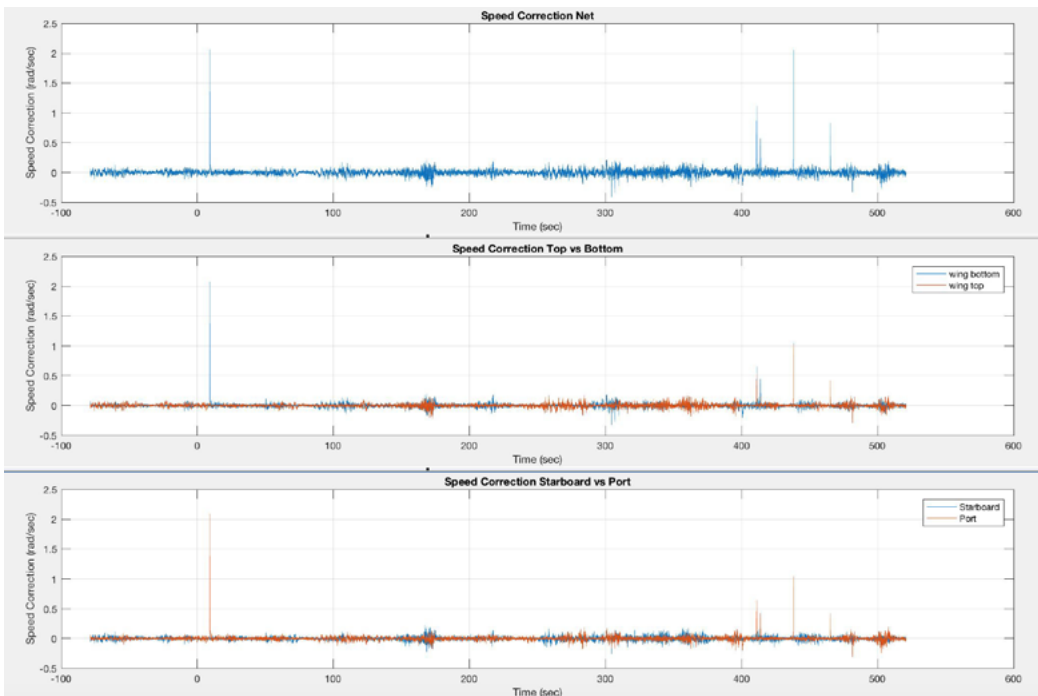 Speed Correction Net
2.5
2
1.5
1
0.5
0
-0.5
Speed Correction (rad/sec)
-100 0 100 200 300 400 500 600
Time (sec)
Speed Correction Top vs Bottom
2.5
2
1.5
1
0.5
0
-0.5
Speed Correction (rad/sec)
wing bottom
wing top
-100 0 100 200 300 400 500 600
Time (sec)
Speed Correction Starboard vs Port
2.5
2
1.5
1
0.5
0
-0.5
Speed Correction (rad/sec)
Starboard
Port
-100 0 100 200 300 400 500 600
Time (sec)